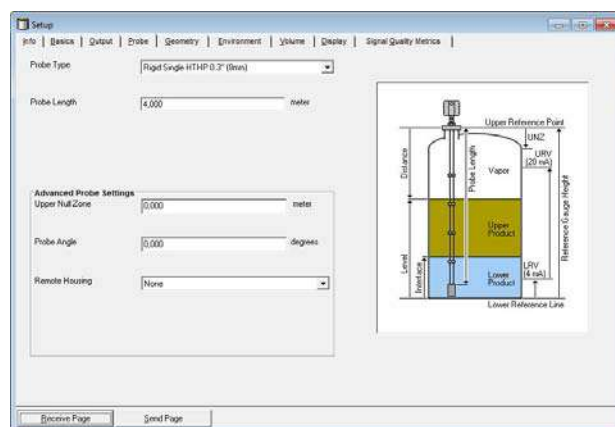 Setup
Info | Basics | Output | Probe | Geometry | Environment | Volume | Display | Signal Quality Metrics |
Probe Type
Rigid Single HTHP 0.3" (8mm)
Probe Length
4,000
meter
Advanced Probe Settings
Upper Null Zone
0,000
meter
Probe Angle
0,000
degrees
Remote Housing
None
Upper Reference Point
UNZ
URV
(20 mA)
Distance
Probe Length
Vapor
Reference Gauge Height
Upper
Product
Level
Interface
Lower
Product
LRV
(4 mA)
Lower Reference Line
Receive Page
Send Page